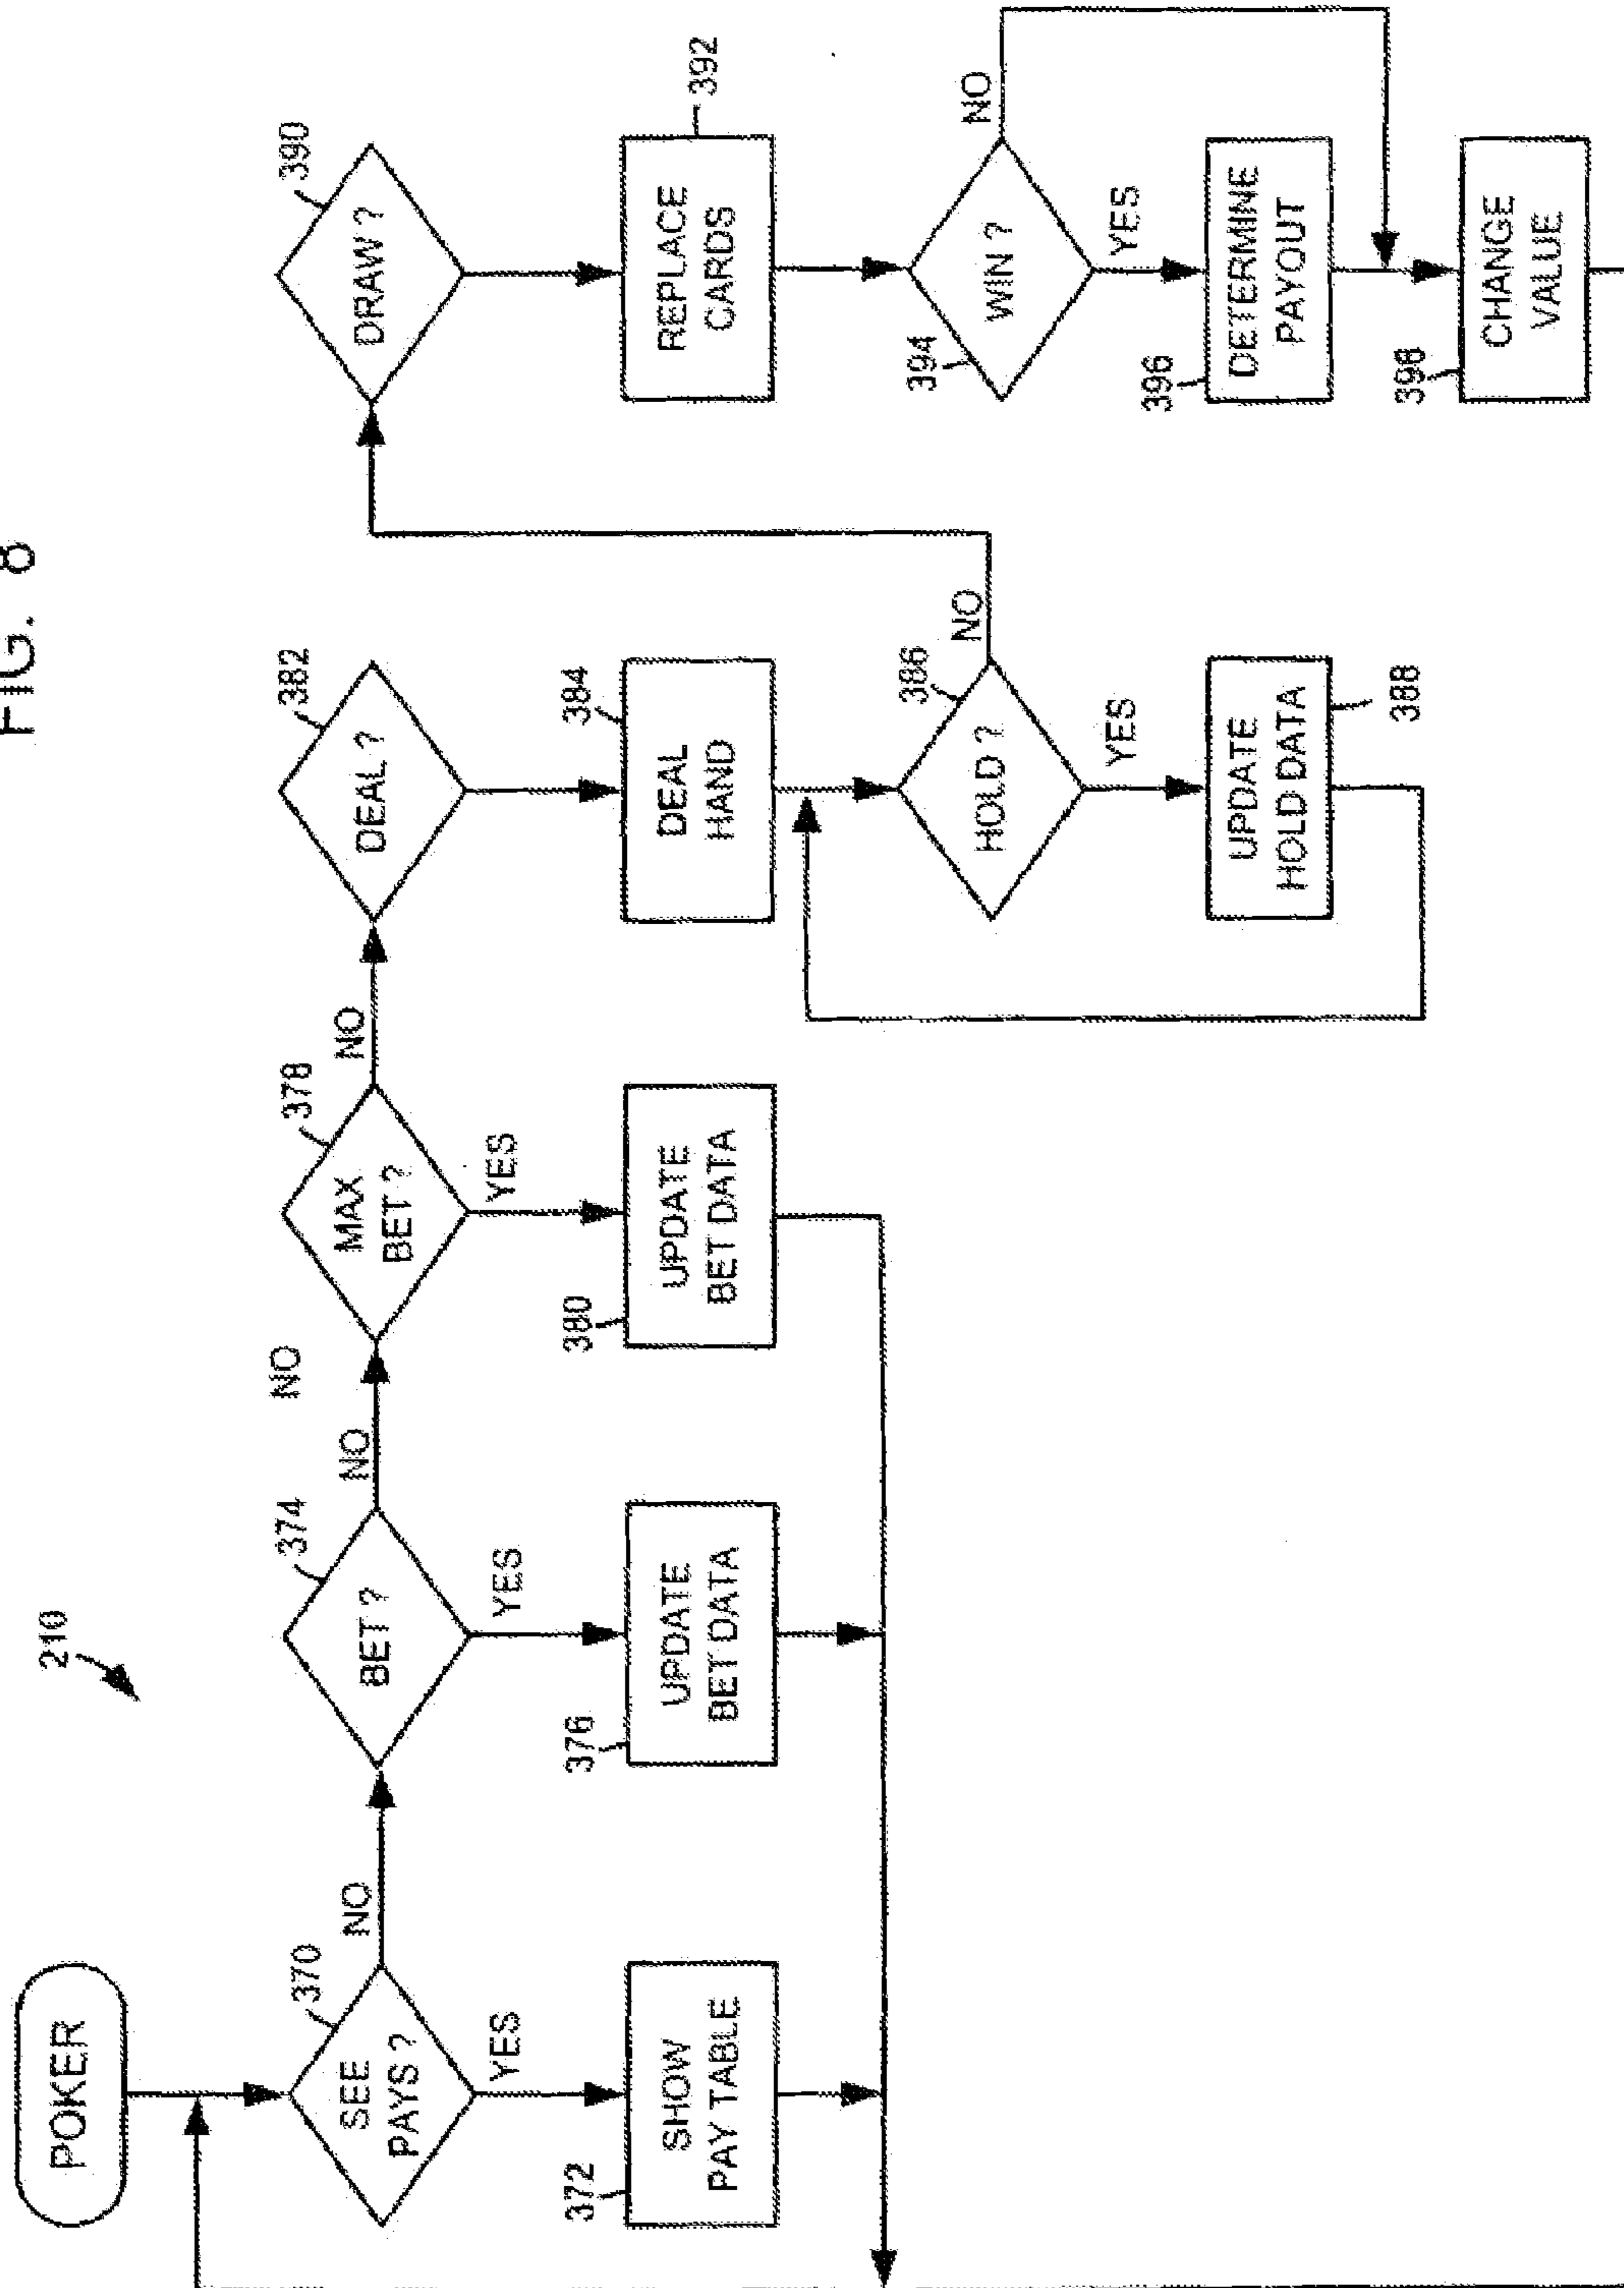 FIG. 8
210
POKER
370
SEE
PAYS ?
NO
YES
372
SHOW
PAY TABLE
374
BET ?
NO
NO
YES
376
UPDATE
BET DATA
378
MAX
BET ?
NO
YES
380
UPDATE
BET DATA
382
DEAL ?
384
DEAL
HAND
386
HOLD ?
NO
YES
UPDATE
HOLD DATA
388
390
DRAW ?
392
REPLACE
CARDS
394
WIN ?
NO
YES
396
DETERMINE
PAYOUT
398
CHANGE
VALUE